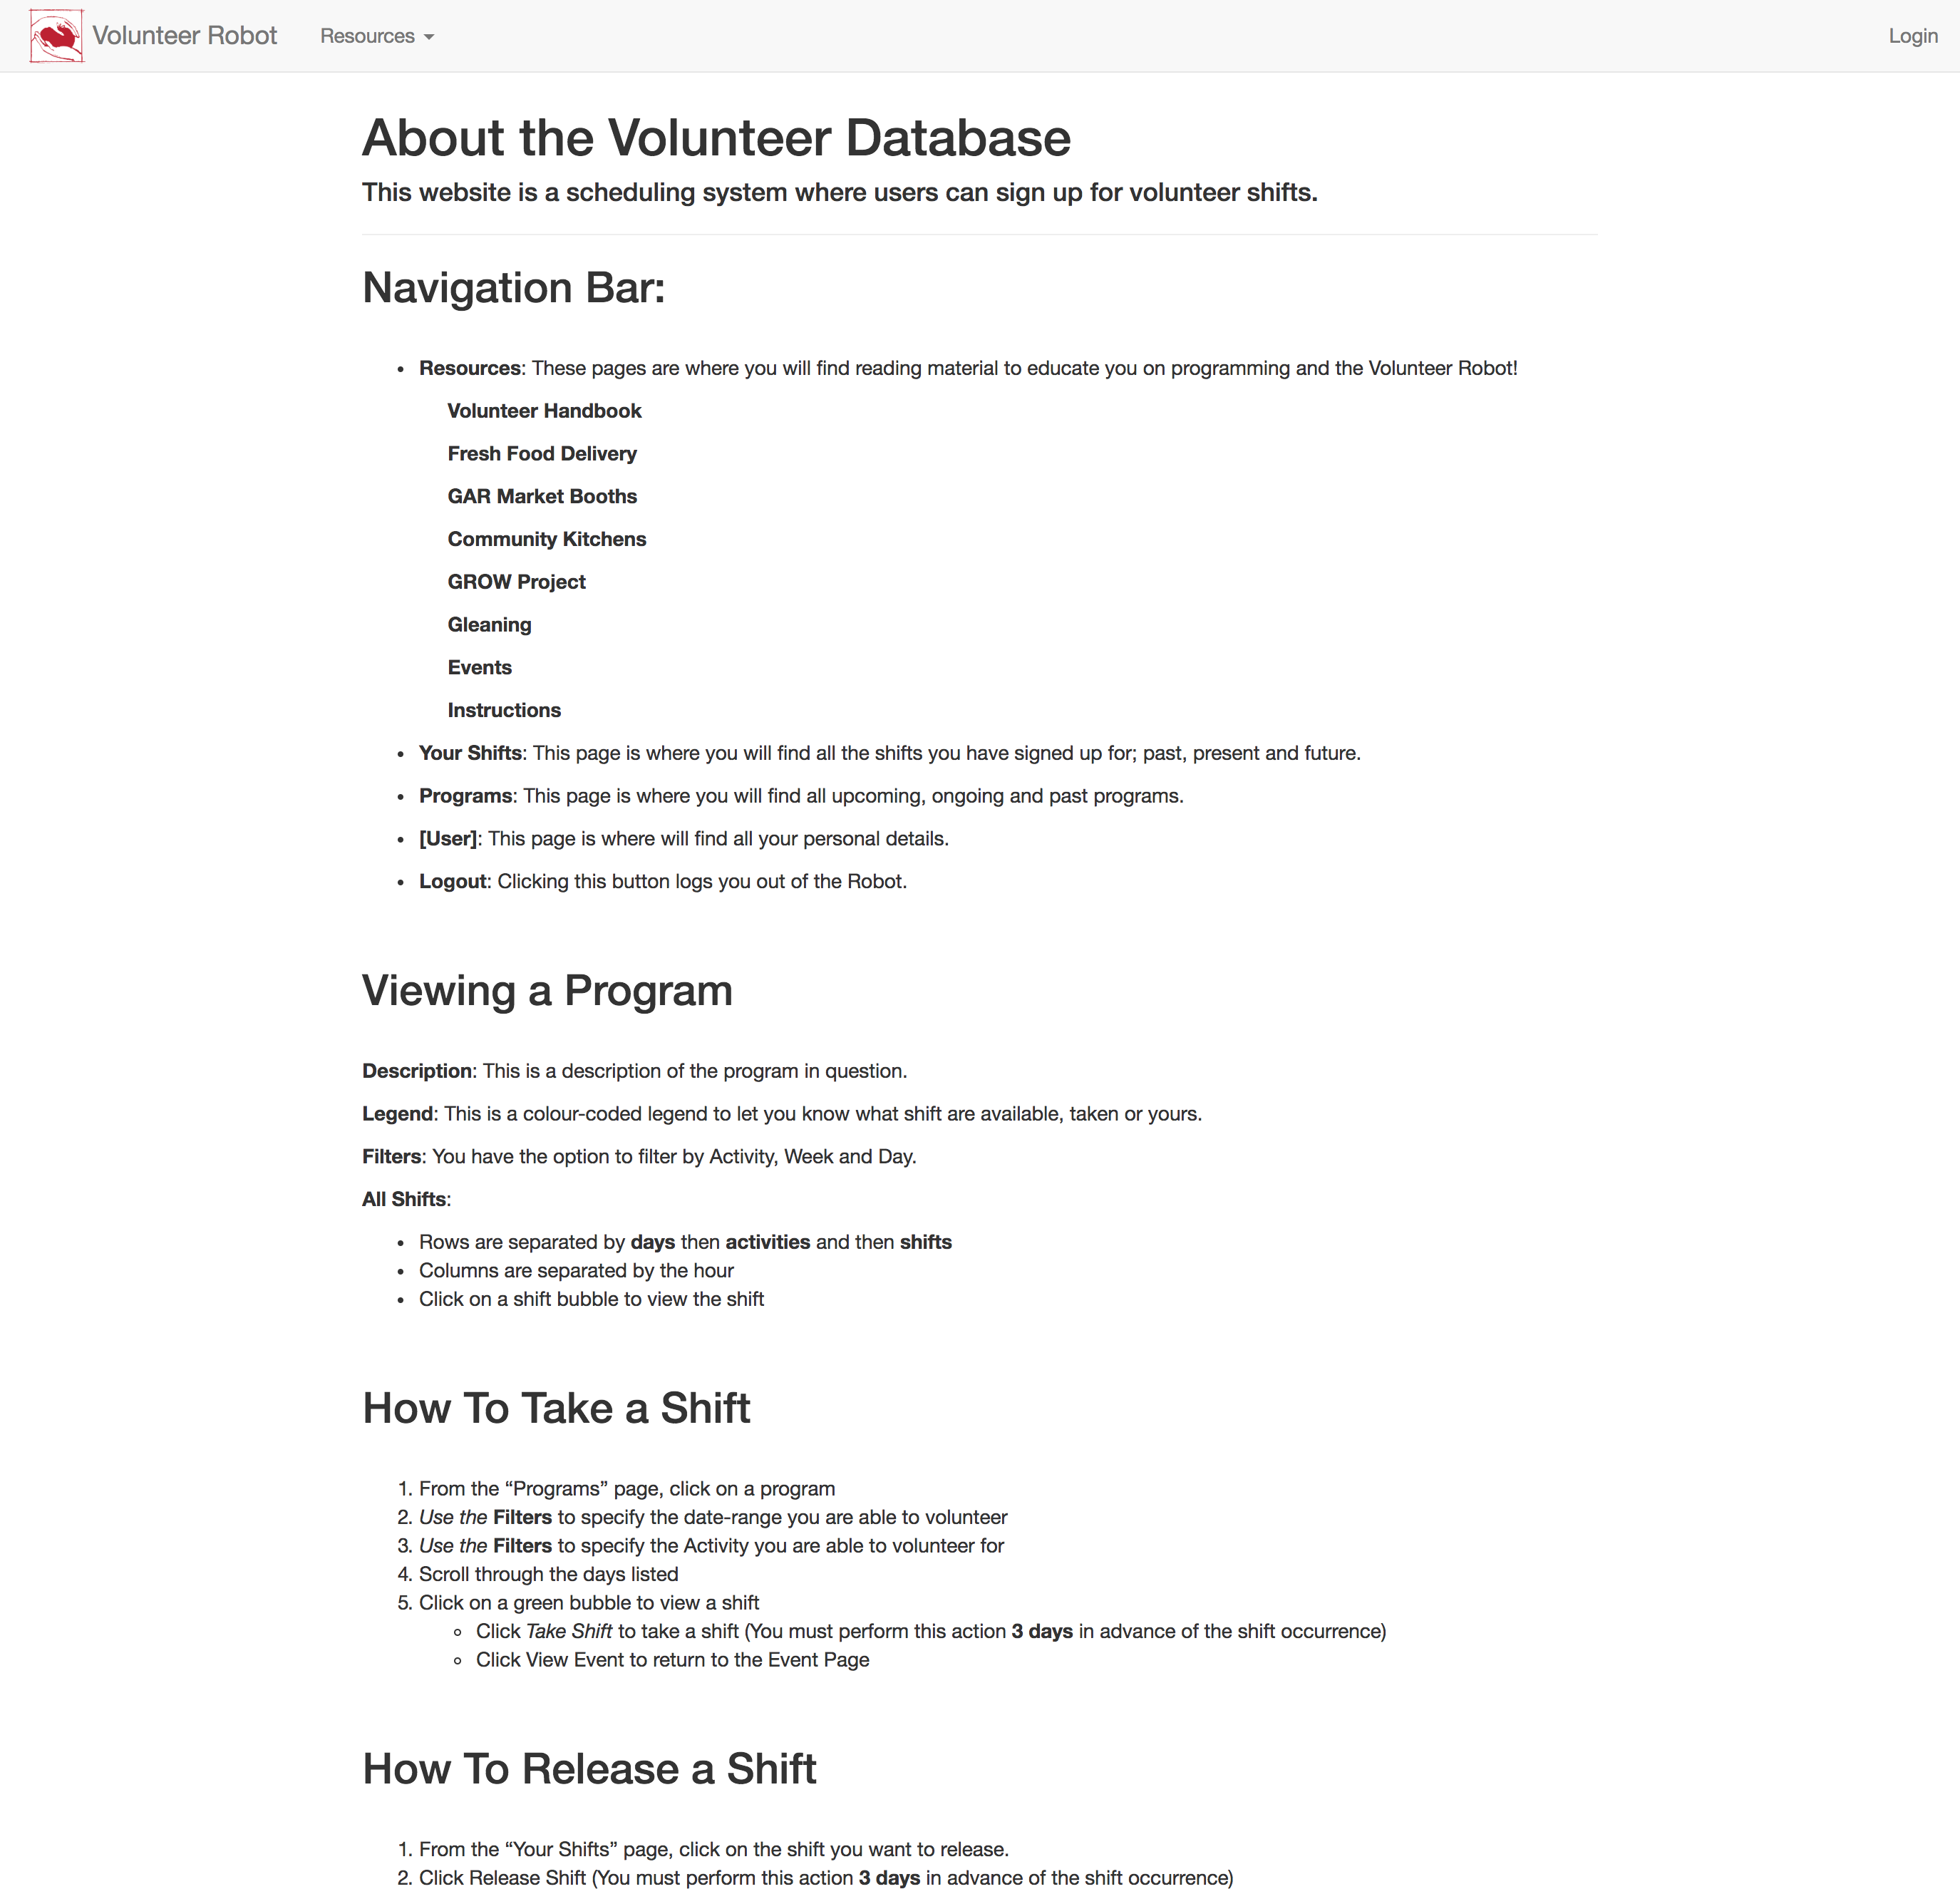 Volunteer Robot Resources Login
About the Volunteer Database
This website is a scheduling system where users can sign up for volunteer shifts.
Navigation Bar:
• Resources: These pages are where you will find reading material to educate you on programming and the Volunteer Robot!
Volunteer Handbook
Fresh Food Delivery
GAR Market Booths
Community Kitchens
GROW Project
Gleaning
Events
Instructions
• Your Shifts: This page is where you will find all the shifts you have signed up for; past, present and future.
• Programs: This page is where you will find all upcoming, ongoing and past programs.
• [User]: This page is where will find all your personal details.
• Logout: Clicking this button logs you out of the Robot.
Viewing a Program
Description: This is a description of the program in question.
Legend: This is a colour-coded legend to let you know what shift are available, taken or yours.
Filters: You have the option to filter by Activity, Week and Day.
All Shifts:
• Rows are separated by days then activities and then shifts
• Columns are separated by the hour
• Click on a shift bubble to view the shift
How To Take a Shift
1. From the “Programs” page, click on a program
2. Use the Filters to specify the date-range you are able to volunteer
3. Use the Filters to specify the Activity you are able to volunteer for
4. Scroll through the days listed
5. Click on a green bubble to view a shift
◦ Click Take Shift to take a shift (You must perform this action 3 days in advance of the shift occurrence)
◦ Click View Event to return to the Event Page
How To Release a Shift
1. From the “Your Shifts” page, click on the shift you want to release.
2. Click Release Shift (You must perform this action 3 days in advance of the shift occurrence)